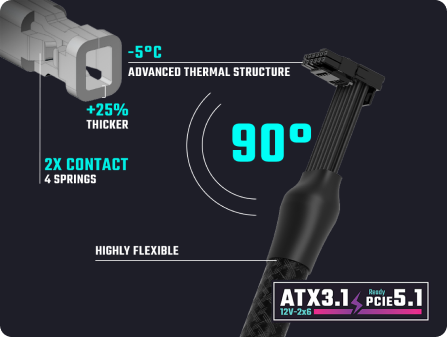 -5°C
ADVANCED THERMAL STRUCTURE
+25%
THICKER
90°
2X CONTACT
4 SPRINGS
HIGHLY FLEXIBLE
ATX3.1 Ready PCIE5.1
12V-2x6